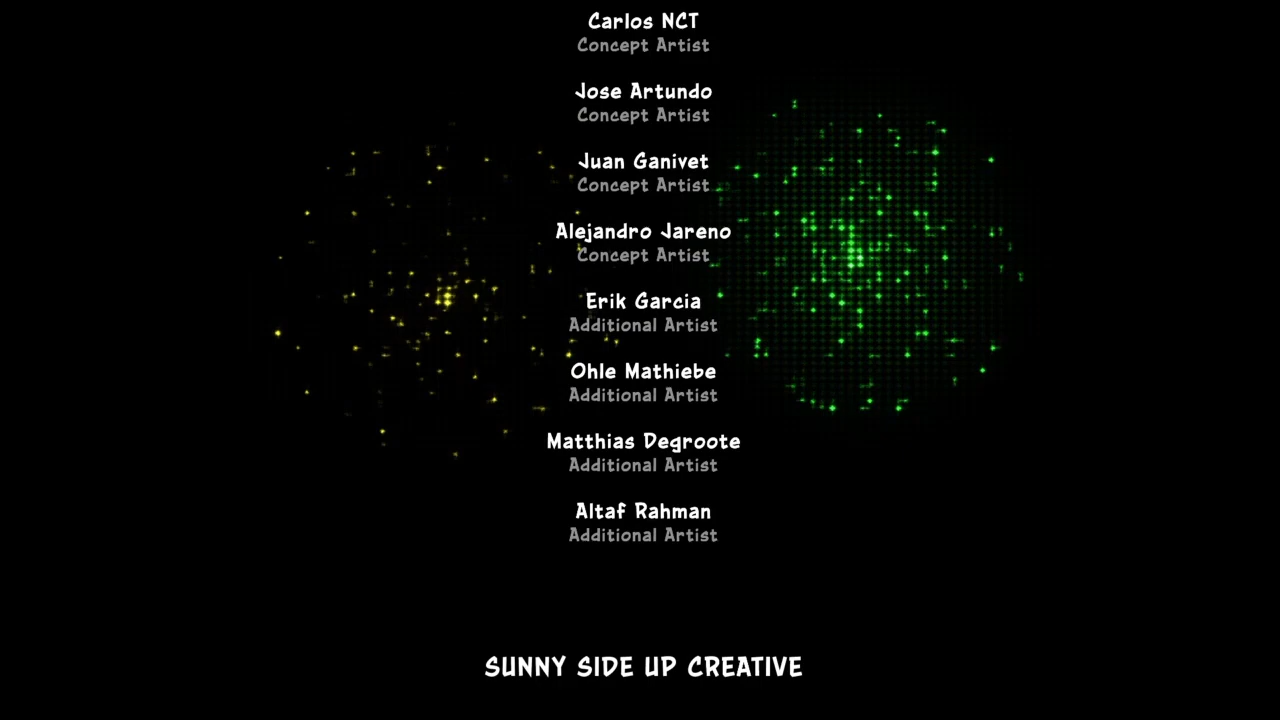 Carlos NCT
Concept Artist
Jose Artundo
Concept Artist
Juan Ganivet
Concept Artist
Alejandro Jareno
Concept Artist
Erik Garcia
Additional Artist
Ohle Mathiebe
Additional Artist
Matthias Degroote
Additional Artist
Altaf Rahman
Additional Artist
SUNNY SIDE UP CREATIVE